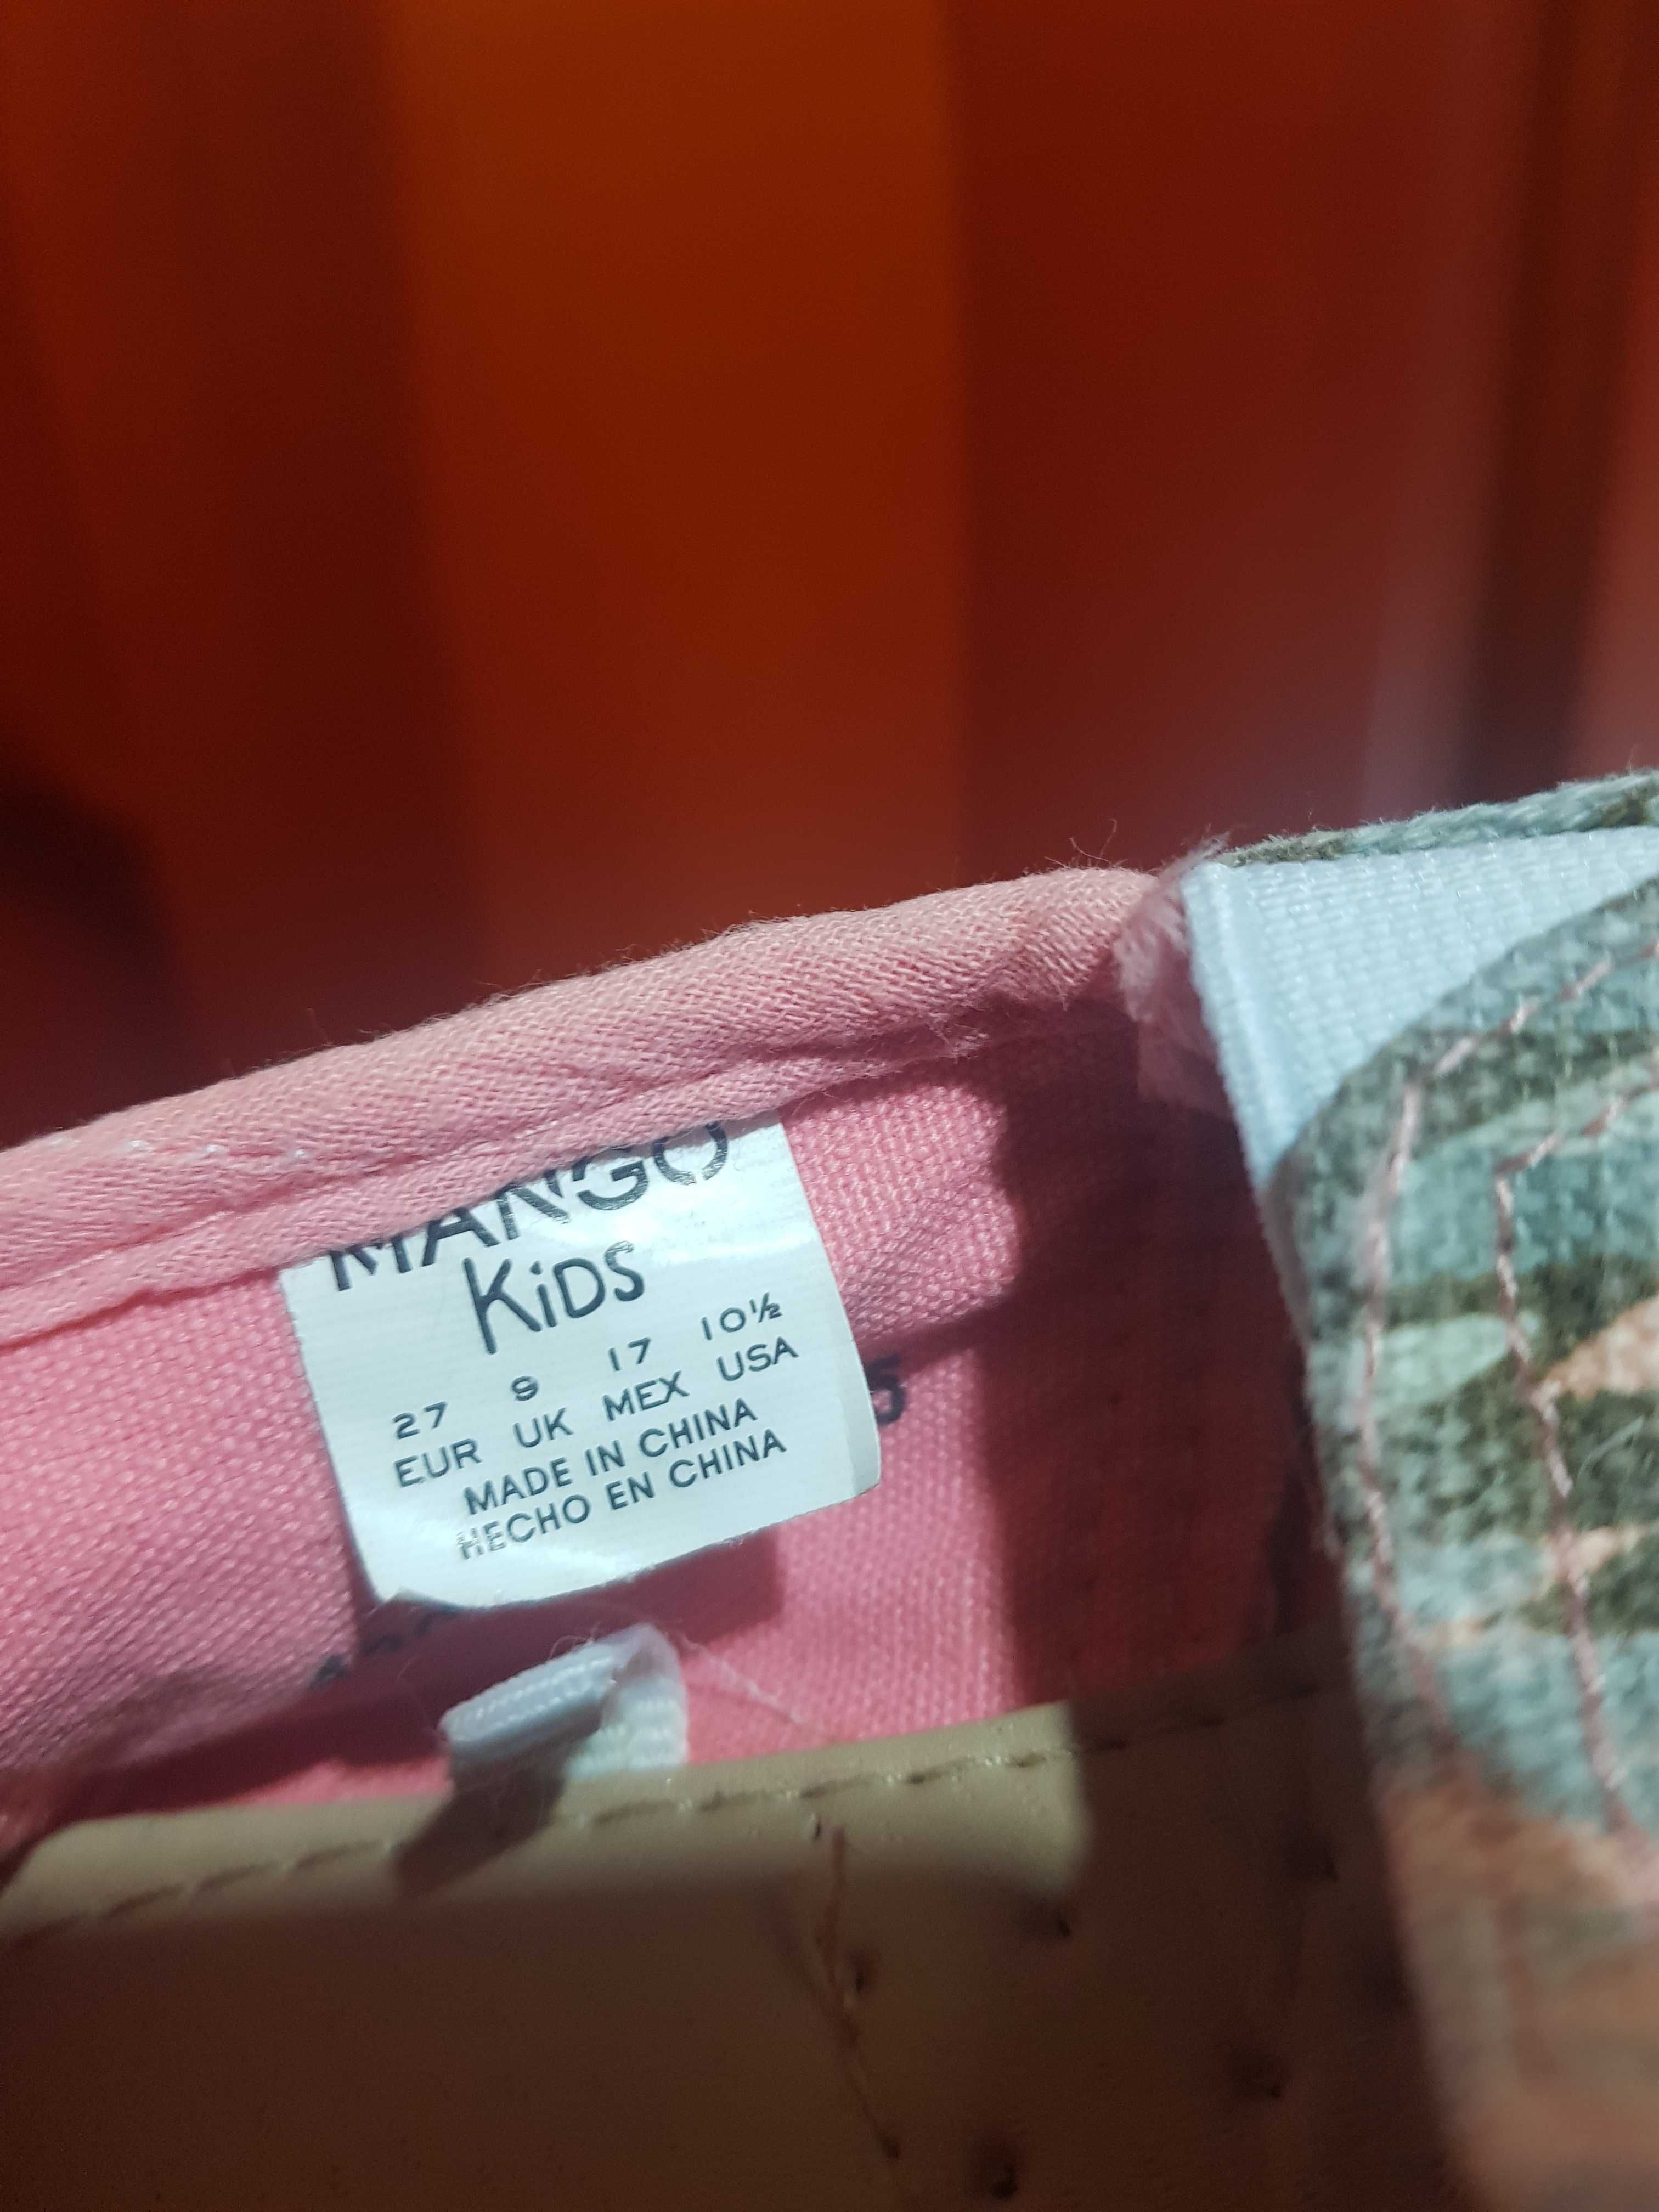 MANGO
KiDS
27 9 17 10½
EUR UK MEX USA
MADE IN CHINA
HECHO EN CHINA